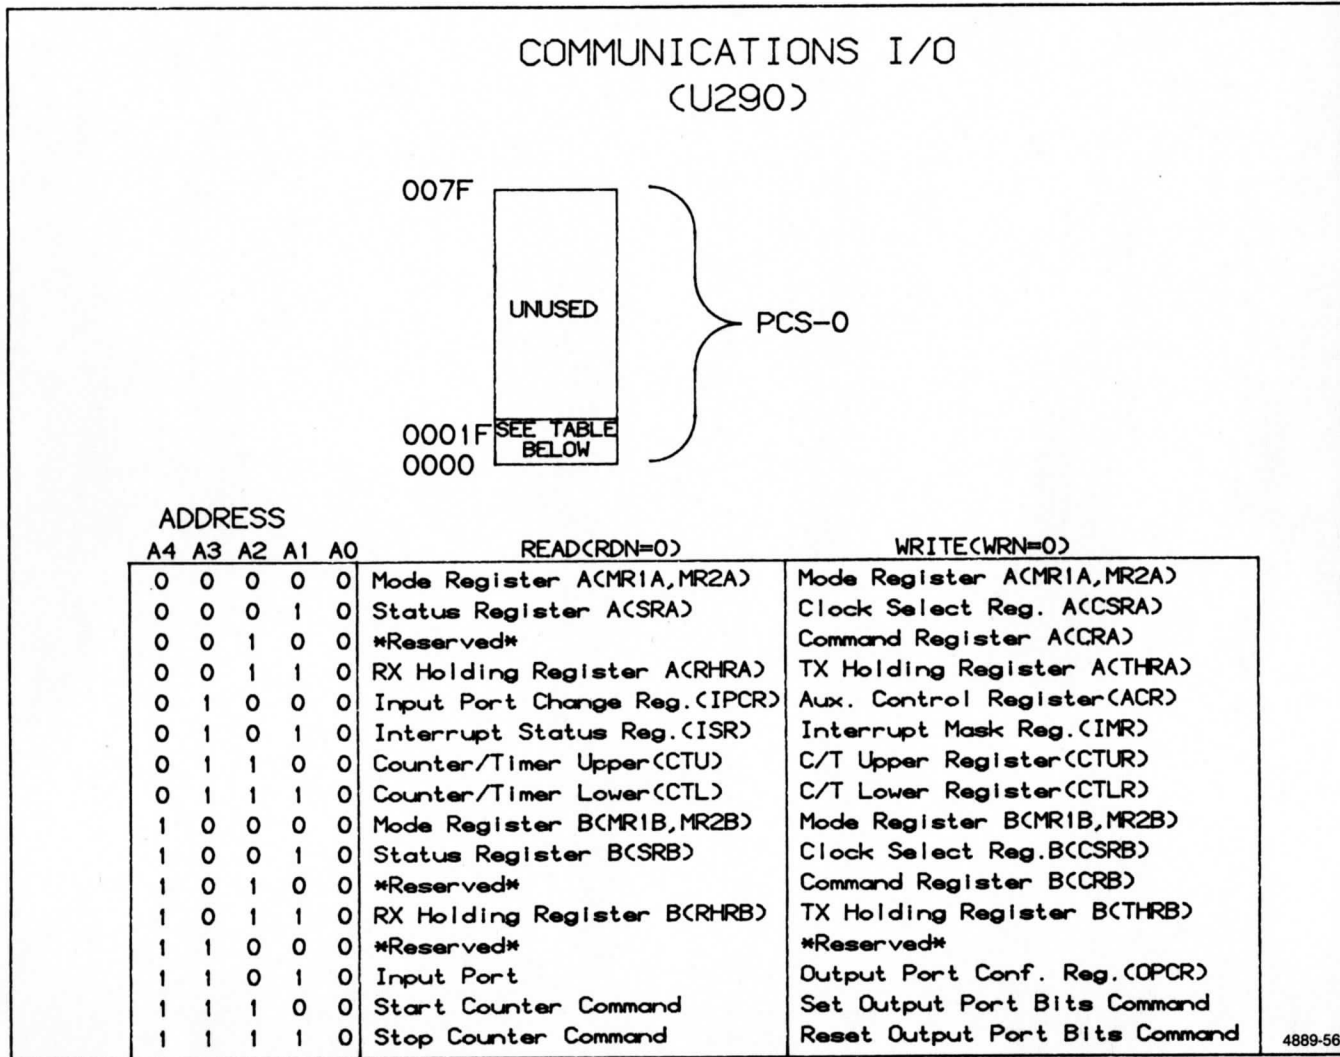 COMMUNICATIONS I/O
(U290)
007F
UNUSED
PCS-0
0001F SEE TABLE
BELOW
0000
ADDRESS
A4 A3 A2 A1 A0 READ(RDN=0) WRITE(WRN=0)
0 0 0 0 0 Mode Register A(MR1A,MR2A) Mode Register A(MR1A,MR2A)
0 0 0 1 0 Status Register A(SRA) Clock Select Reg. A(CSRA)
0 0 1 0 0 *Reserved* Command Register A(CRA)
0 0 1 1 0 RX Holding Register A(RHRA) TX Holding Register A(THRA)
0 1 0 0 0 Input Port Change Reg.(IPCR) Aux. Control Register(ACR)
0 1 0 1 0 Interrupt Status Reg.(ISR) Interrupt Mask Reg.(IMR)
0 1 1 0 0 Counter/Timer Upper(CTU) C/T Upper Register(CTUR)
0 1 1 1 0 Counter/Timer Lower(CTL) C/T Lower Register(CTLR)
1 0 0 0 0 Mode Register B(MR1B,MR2B) Mode Register B(MR1B,MR2B)
1 0 0 1 0 Status Register B(SRB) Clock Select Reg.B(CSRB)
1 0 1 0 0 *Reserved* Command Register B(CRB)
1 0 1 1 0 RX Holding Register B(RHRB) TX Holding Register B(THRB)
1 1 0 0 0 *Reserved* *Reserved*
1 1 0 1 0 Input Port Output Port Conf. Reg.(OPCR)
1 1 1 0 0 Start Counter Command Set Output Port Bits Command
1 1 1 1 0 Stop Counter Command Reset Output Port Bits Command